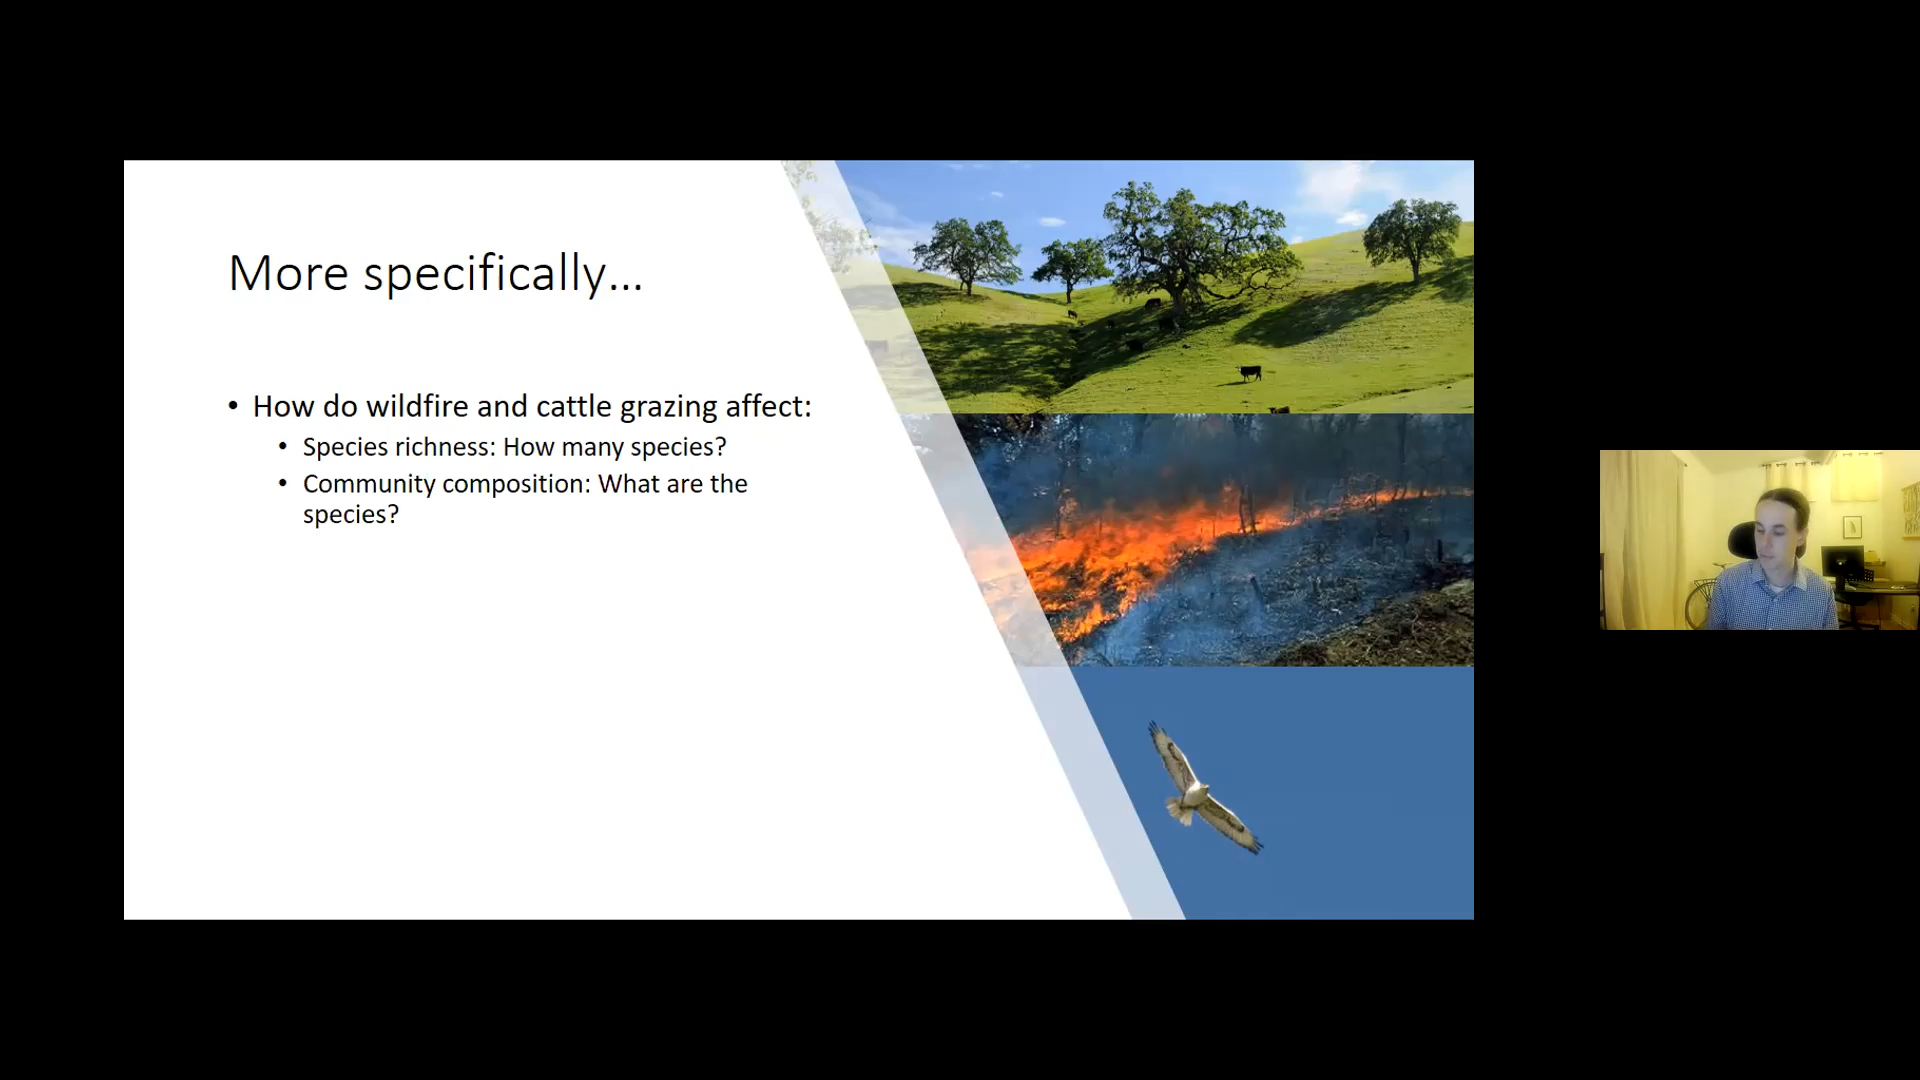 More specifically...
• How do wildfire and cattle grazing affect:
• Species richness: How many species?
• Community composition: What are the
species?